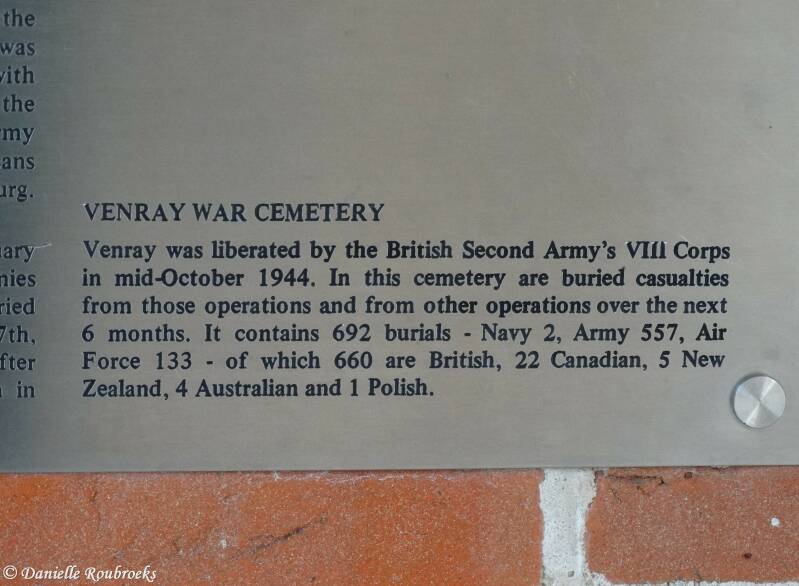 the
was
with
the
my
ans
urg.
ary
nies
ried
7th,
fter
in
VENRAY WAR CEMETERY
Venray was liberated by the British Second Army's VIII Corps
in mid-October 1944. In this cemetery are buried casualties
from those operations and from other operations over the next
6 months. It contains 692 burials - Navy 2, Army 557, Air
Force 133 - of which 660 are British, 22 Canadian, 5 New
Zealand, 4 Australian and 1 Polish.
© Danielle Roubroeks